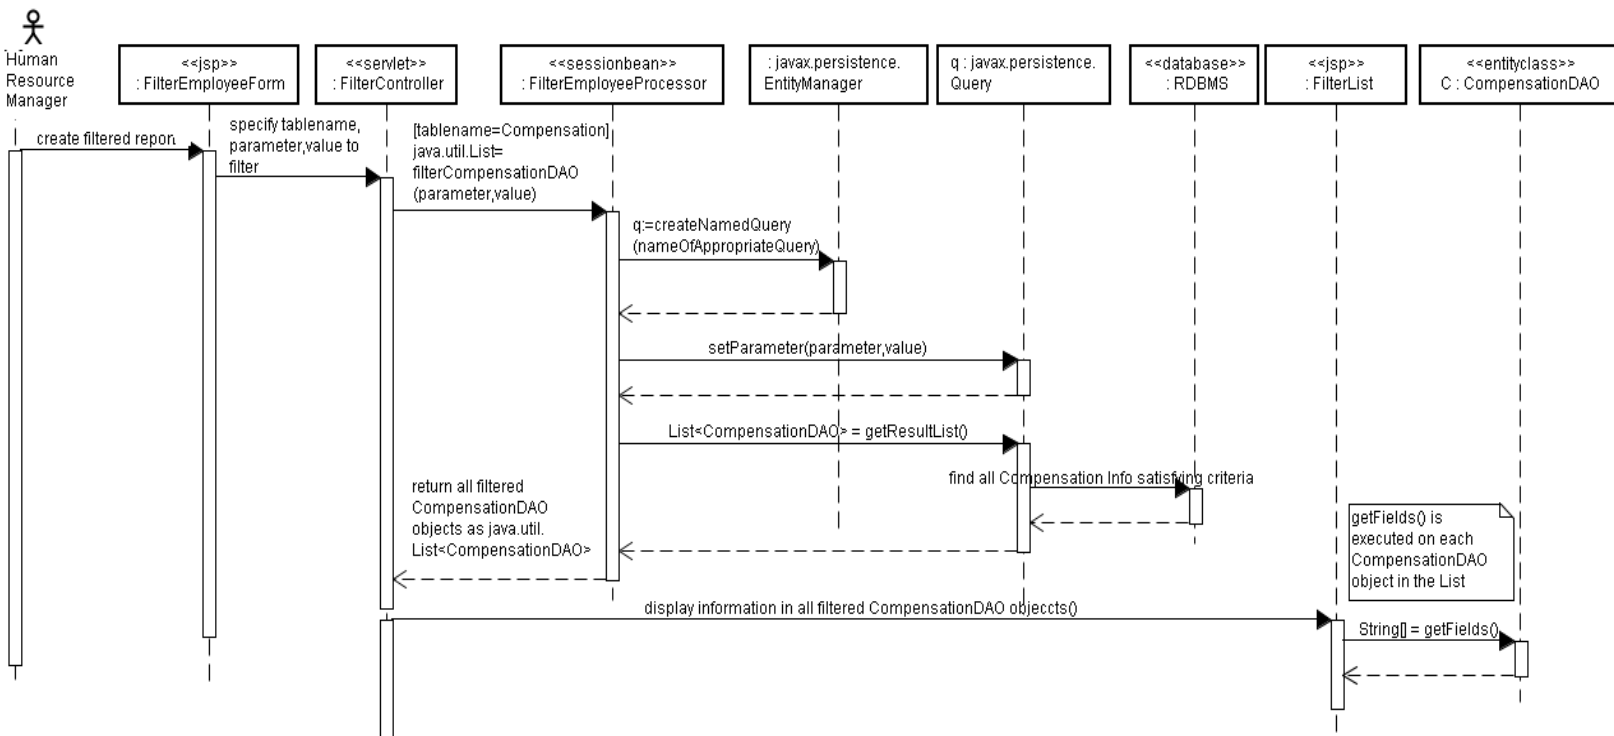 Human
Resource
Manager
<<jsp>>
: FilterEmployeeForm
<<servlet>>
: FilterController
<<sessionbean>>
: FilterEmployeeProcessor
: javax.persistence.
EntityManager
q : javax.persistence.
Query
<<database>>
: RDBMS
<<jsp>>
: FilterList
<<entityclass>>
C : CompensationDAO
create filtered report
specify tablename,
parameter,value to
filter
[tablename=Compensation]
java.util.List=
filterCompensationDAO
(parameter,value)
q:=createNamedQuery
(nameOfAppropriateQuery)
setParameter(parameter,value)
List<CompensationDAO> = getResultList()
find all Compensation Info satisfying criteria
return all filtered
CompensationDAO
objects as java.util.
List<CompensationDAO>
getFields() is
executed on each
CompensationDAO
object in the List
display information in all filtered CompensationDAO objeccts()
String[] = getFields()